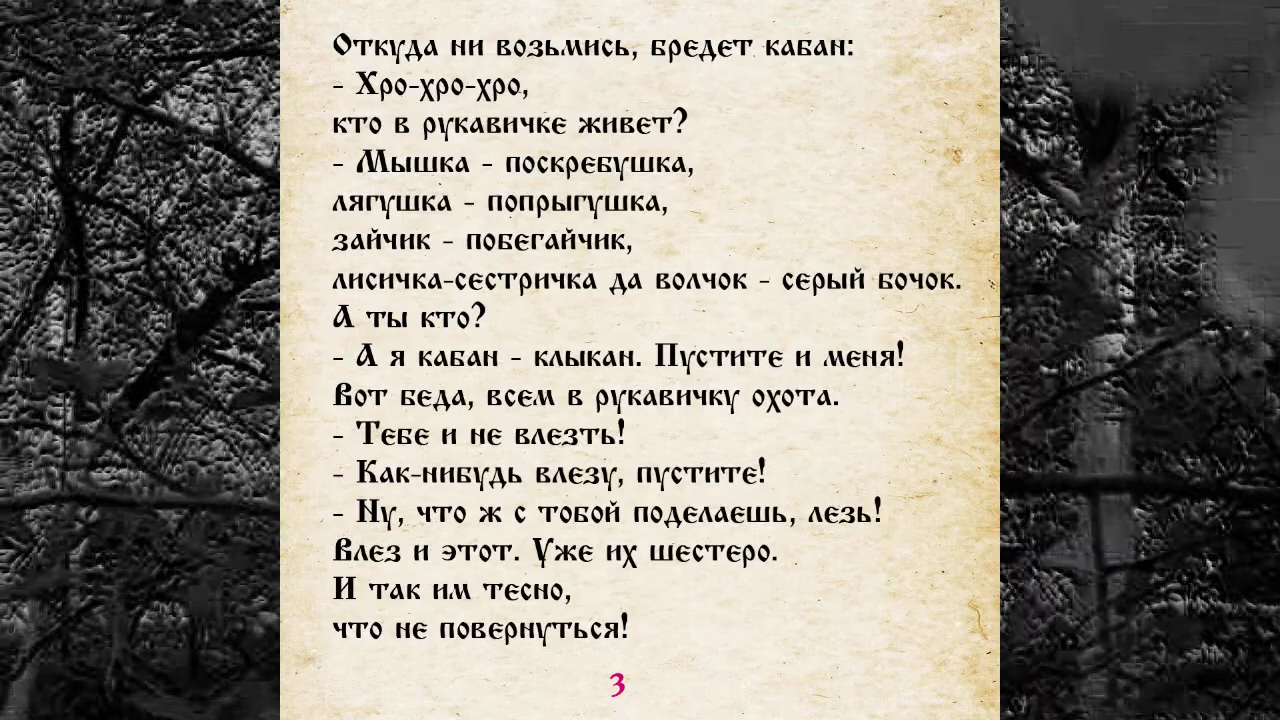 Откуда ни возьмись, бредет кабан:
- Хро-хро-хро,
кто в рукавичке живет?
- Мышка - поскребушка,
лягушка - попрыгушка,
зайчик - побегайчик,
лисичка-сестричка да волчок - серый бочок.
А ты кто?
- А я кабан - клыкан. Пустите и меня!
Вот беда, всем в рукавичку охота.
- Тебе и не влезть!
- Как-нибудь влезу, пустите!
- Ну, что ж с тобой поделаешь, лезь!
Влез и этот. Уже их шестеро.
И так им тесно,
что не повернуться!
3